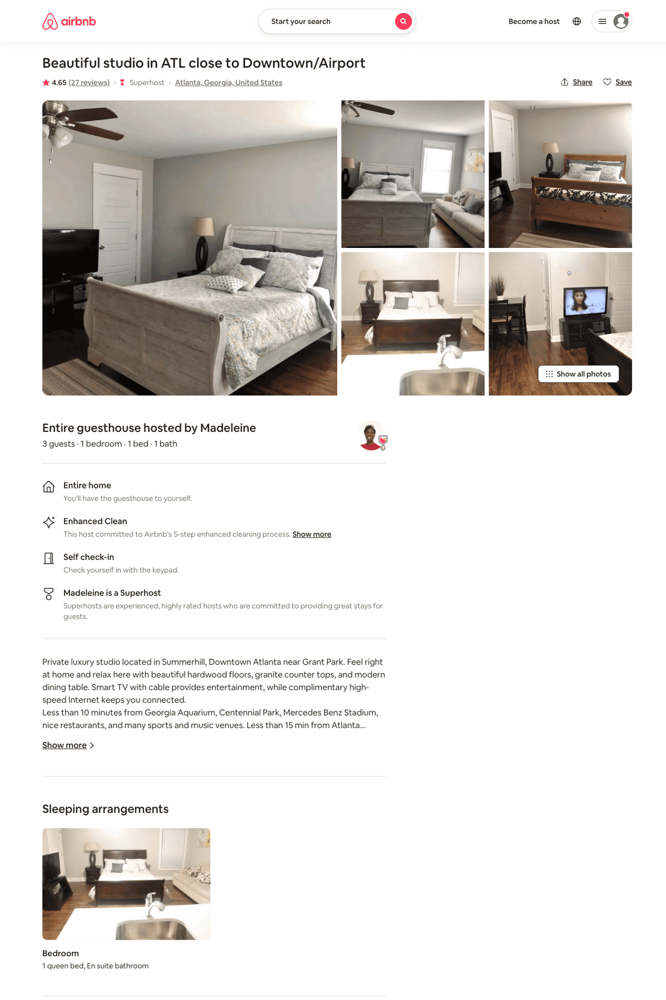 airbnb
Start your search
Become a host
Beautiful studio in ATL close to Downtown/Airport
4.65 (27 reviews) · Superhost · Atlanta, Georgia, United States
Share
Save
Show all photos
Entire guesthouse hosted by Madeleine
3 guests · 1 bedroom · 1 bed · 1 bath
Entire home
You'll have the guesthouse to yourself.
Enhanced Clean
This host committed to Airbnb's 5-step enhanced cleaning process. Show more
Self check-in
Check yourself in with the keypad.
Madeleine is a Superhost
Superhosts are experienced, highly rated hosts who are committed to providing great stays for
guests.
Private luxury studio located in Summerhill, Downtown Atlanta near Grant Park. Feel right
at home and relax here with beautiful hardwood floors, granite counter tops, and modern
dining table. Smart TV with cable provides entertainment, while complimentary high-
speed Internet keeps you connected.
Less than 10 minutes from Georgia Aquarium, Centennial Park, Mercedes Benz Stadium,
nice restaurants, and many sports and music venues. Less than 15 min from Atlanta...
Show more
Sleeping arrangements
Bedroom
1 queen bed, En suite bathroom